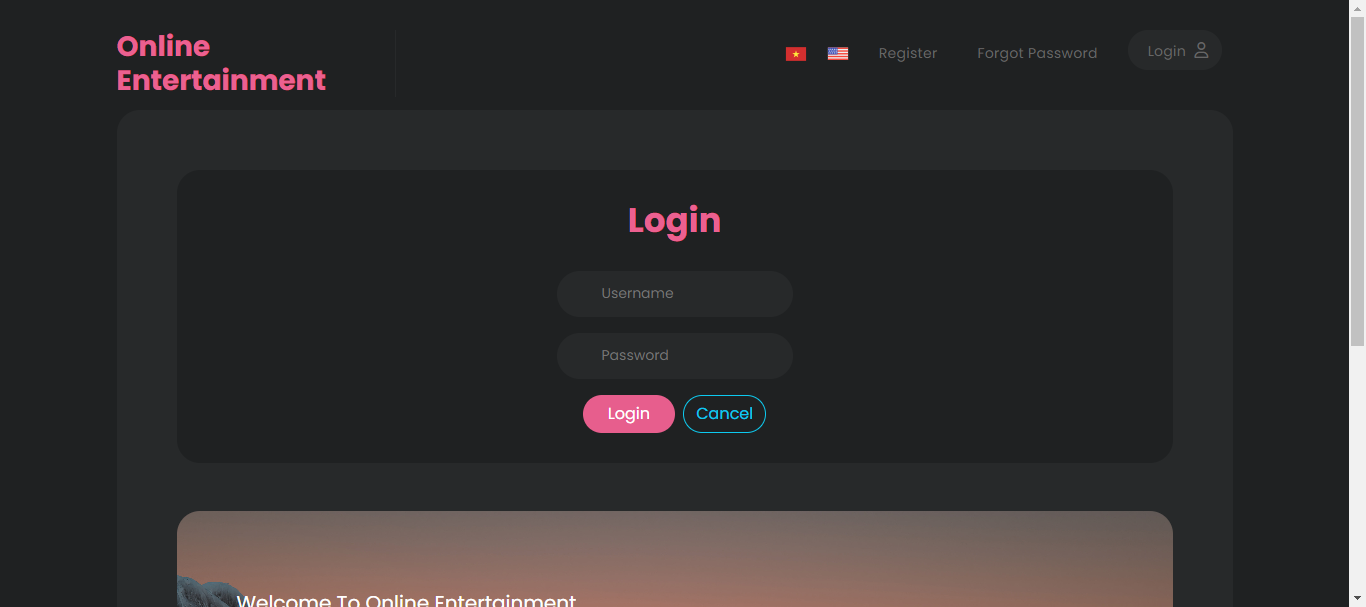 Online
Entertainment
Register
Forgot Password
Login
Login
Username
Password
Login
Cancel
Welcome To Online Entertainment